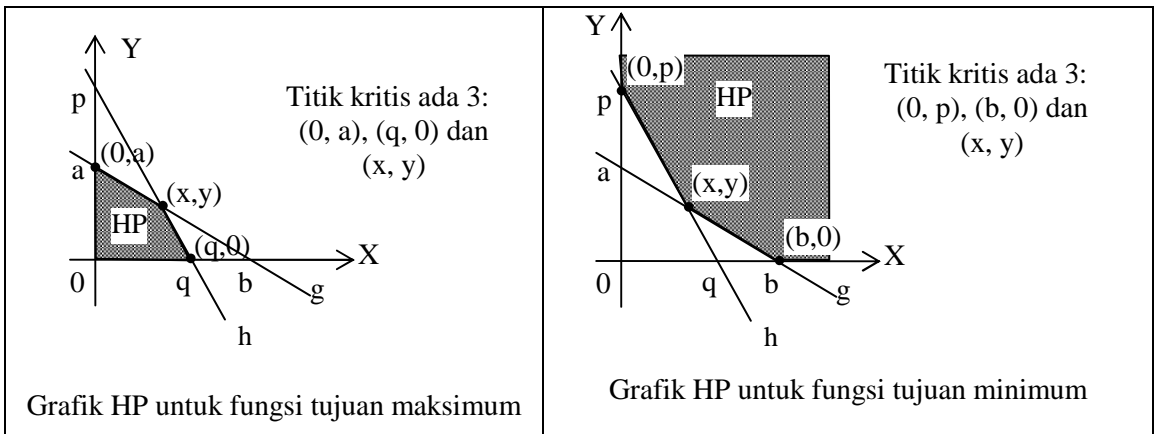 Y
p
a
(0,a)
(x,y)
HP
(q,0)
X
0
q
b
g
h
Titik kritis ada 3:
(0, a), (q, 0) dan
(x, y)
Grafik HP untuk fungsi tujuan maksimum
Y
(0,p)
p
HP
a
(x,y)
(b,0)
X
0
q
b
g
h
Titik kritis ada 3:
(0, p), (b, 0) dan
(x, y)
Grafik HP untuk fungsi tujuan minimum